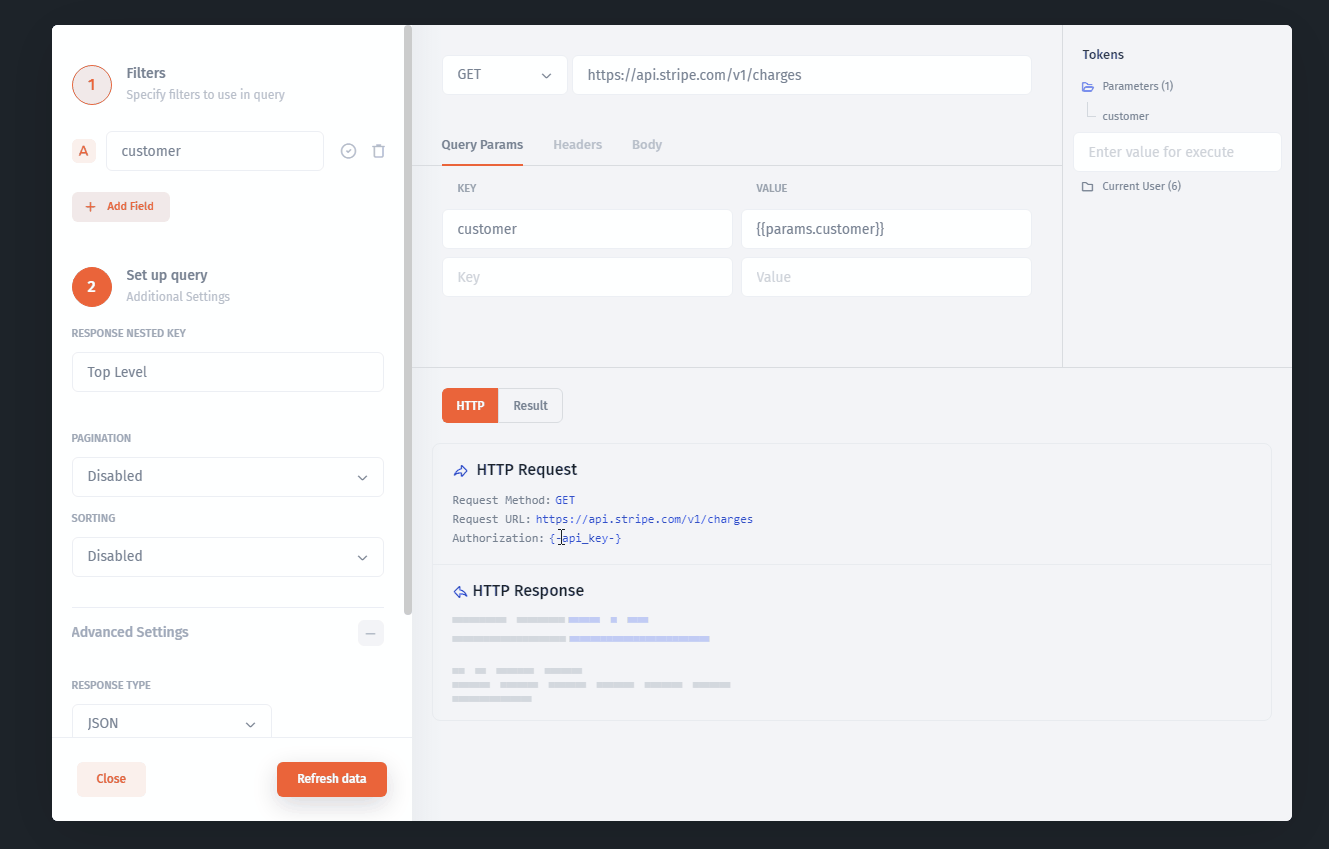 1
Filters
Specify filters to use in query
A
customer
+ Add Field
2
Set up query
Additional Settings
RESPONSE NESTED KEY
Top Level
PAGINATION
Disabled
SORTING
Disabled
Advanced Settings
RESPONSE TYPE
JSON
Close
Refresh data
GET
https://api.stripe.com/v1/charges
Query Params
Headers
Body
KEY
VALUE
customer
{{params.customer}}
Key
Value
HTTP
Result
HTTP Request
Request Method: GET
Request URL: https://api.stripe.com/v1/charges
Authorization: {-api_key-}
HTTP Response
Tokens
Parameters (1)
customer
Enter value for execute
Current User (6)